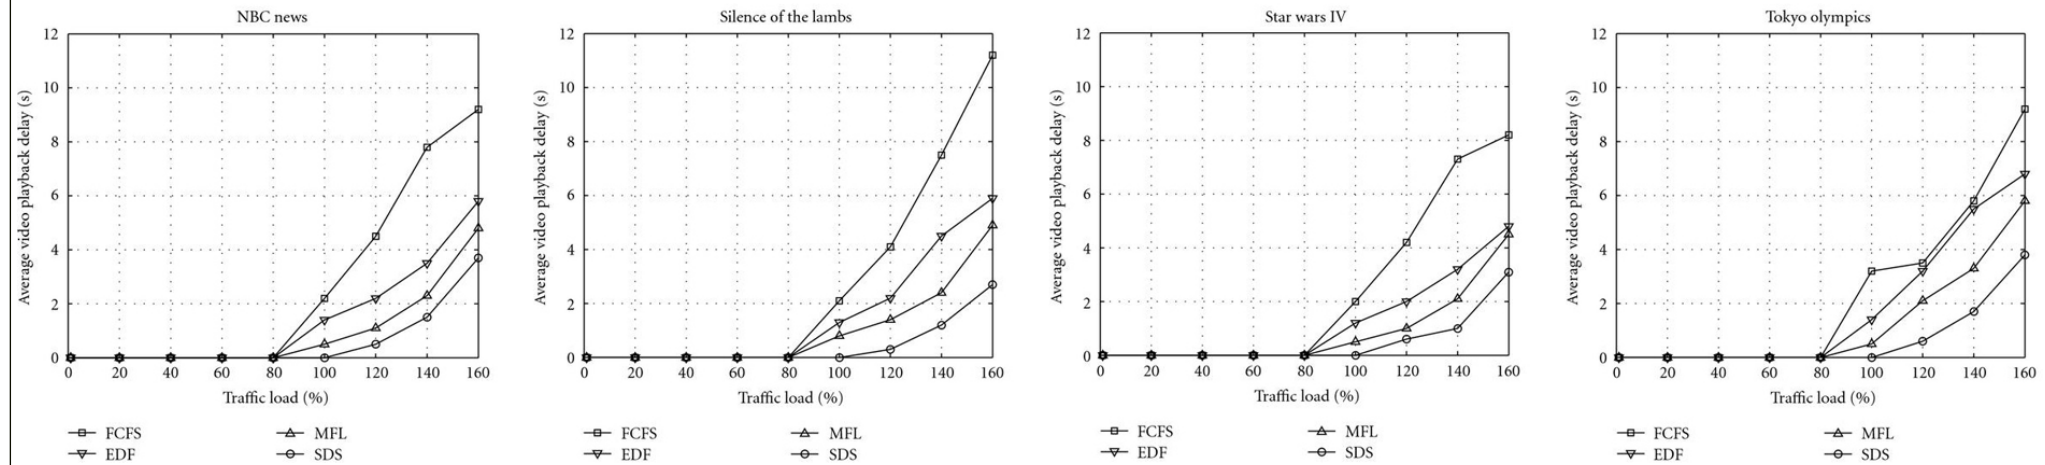 NBC news
12
10
8
6
4
2
0
Average video playback delay (s)
0 20 40 60 80 100 120 140 160
Traffic load (%)
FCFS MFL
EDF SDS
Silence of the lambs
12
10
8
6
4
2
0
Average video playback delay (s)
0 20 40 60 80 100 120 140 160
Traffic load (%)
FCFS MFL
EDF SDS
Star wars IV
12
10
8
6
4
2
0
Average video playback delay (s)
0 20 40 60 80 100 120 140 160
Traffic load (%)
FCFS MFL
EDF SDS
Tokyo olympics
12
10
8
6
4
2
0
Average video playback delay (s)
0 20 40 60 80 100 120 140 160
Traffic load (%)
FCFS MFL
EDF SDS